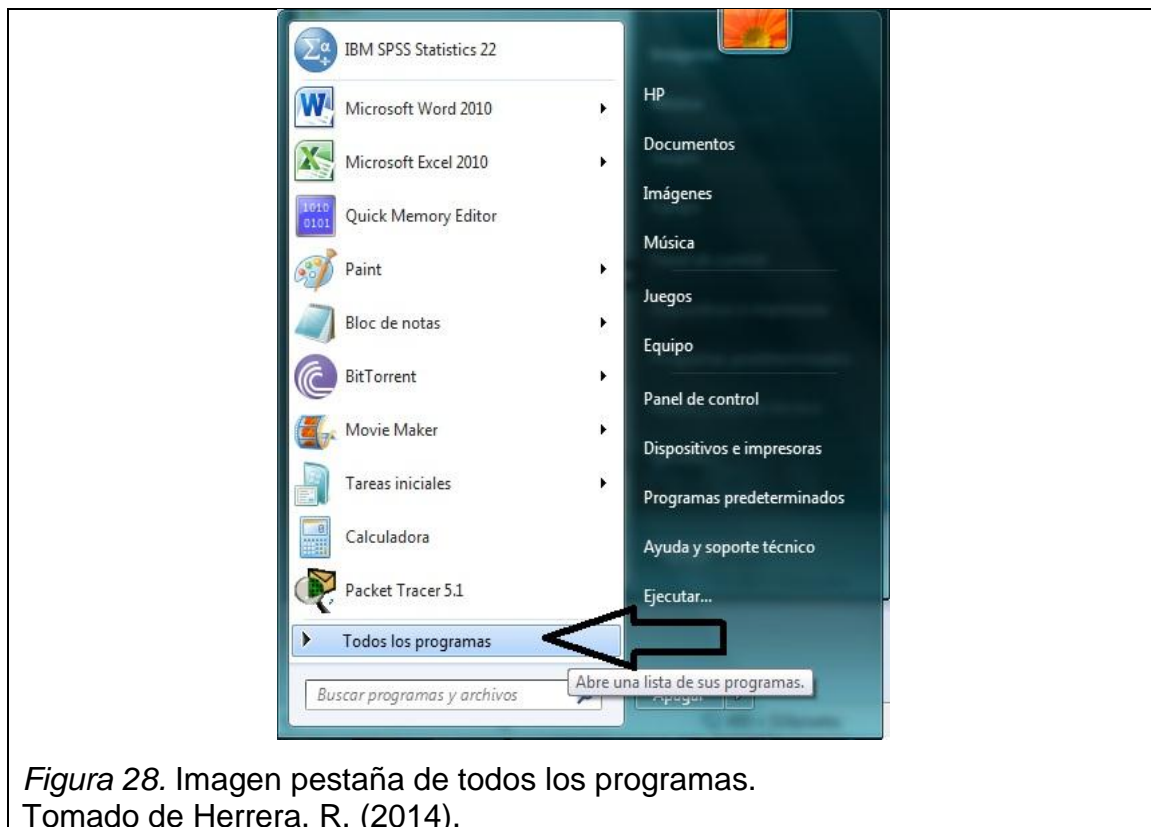 IBM SPSS Statistics 22
Microsoft Word 2010
Microsoft Excel 2010
1010
0101
Quick Memory Editor
Paint
Bloc de notas
BitTorrent
Movie Maker
Tareas iniciales
Calculadora
Packet Tracer 5.1
Todos los programas
Buscar programas y archivos
HP
Documentos
Imágenes
Música
Juegos
Equipo
Panel de control
Dispositivos e impresoras
Programas predeterminados
Ayuda y soporte técnico
Ejecutar...
Abre una lista de sus programas.
Apagar
Figura 28. Imagen pestaña de todos los programas.
Tomado de Herrera, R. (2014).